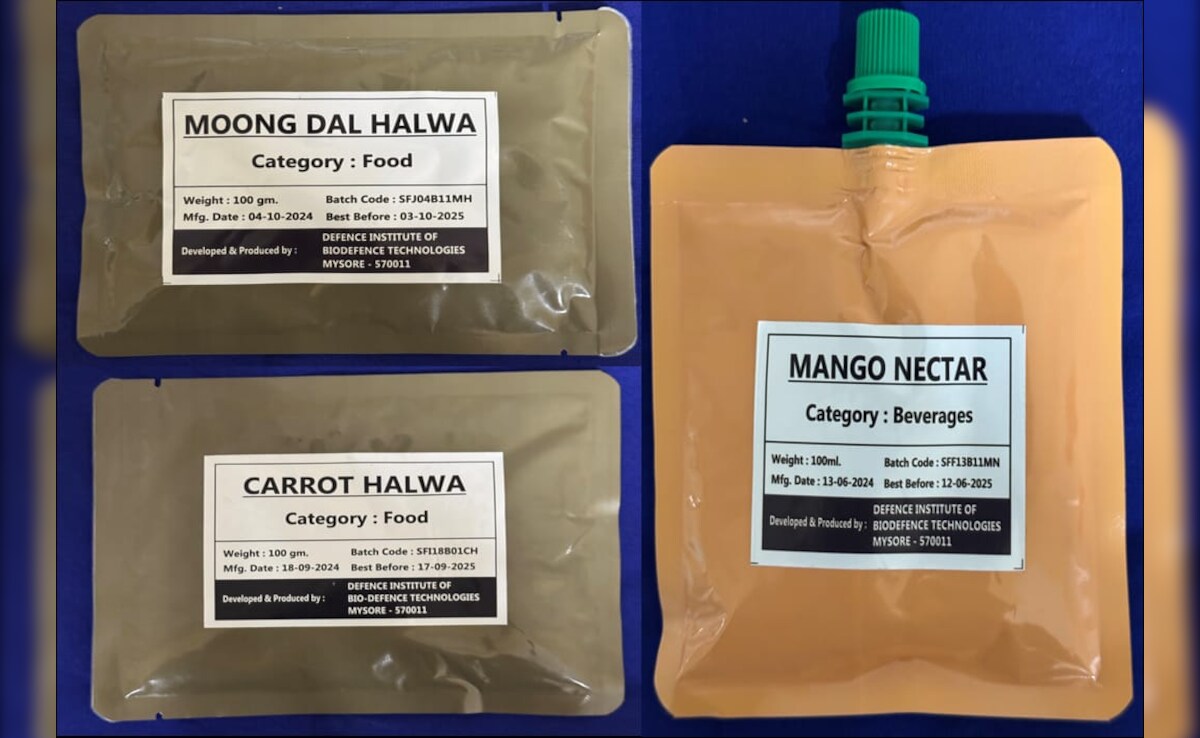 MOONG DAL HALWA
Category : Food
Weight : 100 gm. Batch Code : SFJ04B11MH
Mfg. Date : 04-10-2024 Best Before : 03-10-2025
Developed & Produced by : DEFENCE INSTITUTE OF
BIODEFENCE TECHNOLOGIES
MYSORE - 570011
CARROT HALWA
Category : Food
Weight : 100 gm. Batch Code : SFI18B01CH
Mfg. Date : 18-09-2024 Best Before : 17-09-2025
Developed & Produced by : DEFENCE INSTITUTE OF
BIO-DEFENCE TECHNOLOGIES
MYSORE - 570011
MANGO NECTAR
Category : Beverages
Weight : 100ml. Batch Code : SFF13B11MN
Mfg. Date : 13-06-2024 Best Before : 12-06-2025
Developed & Produced by : DEFENCE INSTITUTE OF
BIODEFENCE TECHNOLOGIES
MYSORE - 570011